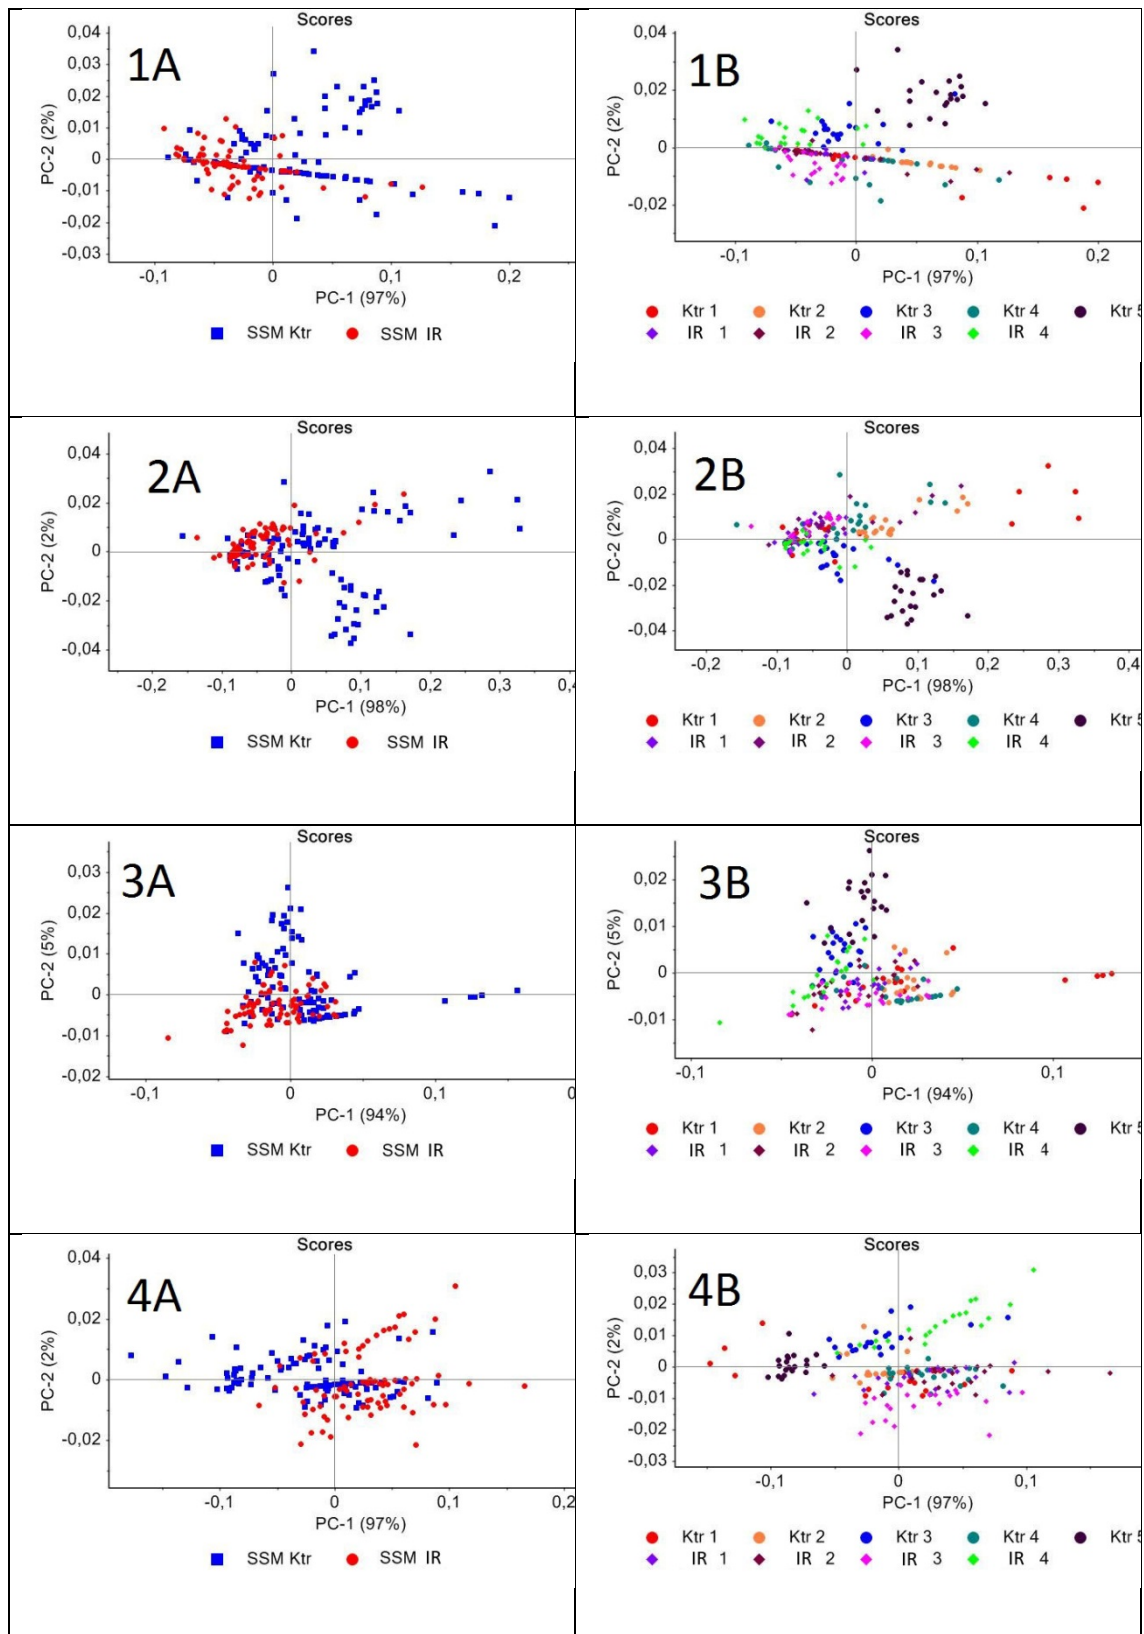 Scores
1A
0,04
0,03
0,02
0,01
0
-0,01
-0,02
-0,03
PC-2 (2%)
-0,1 0 0,1 0,2
PC-1 (97%)
SSM Ktr SSM IR
Scores
1B
0,04
0,02
0
-0,02
PC-2 (2%)
-0,1 0 0,1 0,2
PC-1 (97%)
Ktr 1 Ktr 2 Ktr 3 Ktr 4 Ktr 5
IR 1 IR 2 IR 3 IR 4
Scores
2A
0,04
0,02
0
-0,02
-0,04
PC-2 (2%)
-0,2 -0,1 0 0,1 0,2 0,3 0,4
PC-1 (98%)
SSM Ktr SSM IR
Scores
2B
0,04
0,02
0
-0,02
-0,04
PC-2 (2%)
-0,2 -0,1 0 0,1 0,2 0,3 0,4
PC-1 (98%)
Ktr 1 Ktr 2 Ktr 3 Ktr 4 Ktr 5
IR 1 IR 2 IR 3 IR 4
Scores
3A
0,03
0,02
0,01
0
-0,01
-0,02
PC-2 (5%)
-0,1 0 0,1
PC-1 (94%)
SSM Ktr SSM IR
Scores
3B
0,02
0,01
0
-0,01
PC-2 (5%)
-0,1 0 0,1
PC-1 (94%)
Ktr 1 Ktr 2 Ktr 3 Ktr 4 Ktr 5
IR 1 IR 2 IR 3 IR 4
Scores
4A
0,04
0,02
0
-0,02
PC-2 (2%)
-0,1 0 0,1 0,2
PC-1 (97%)
SSM Ktr SSM IR
Scores
4B
0,03
0,02
0,01
0
-0,01
-0,02
-0,03
PC-2 (2%)
-0,1 0 0,1
PC-1 (97%)
Ktr 1 Ktr 2 Ktr 3 Ktr 4 Ktr 5
IR 1 IR 2 IR 3 IR 4